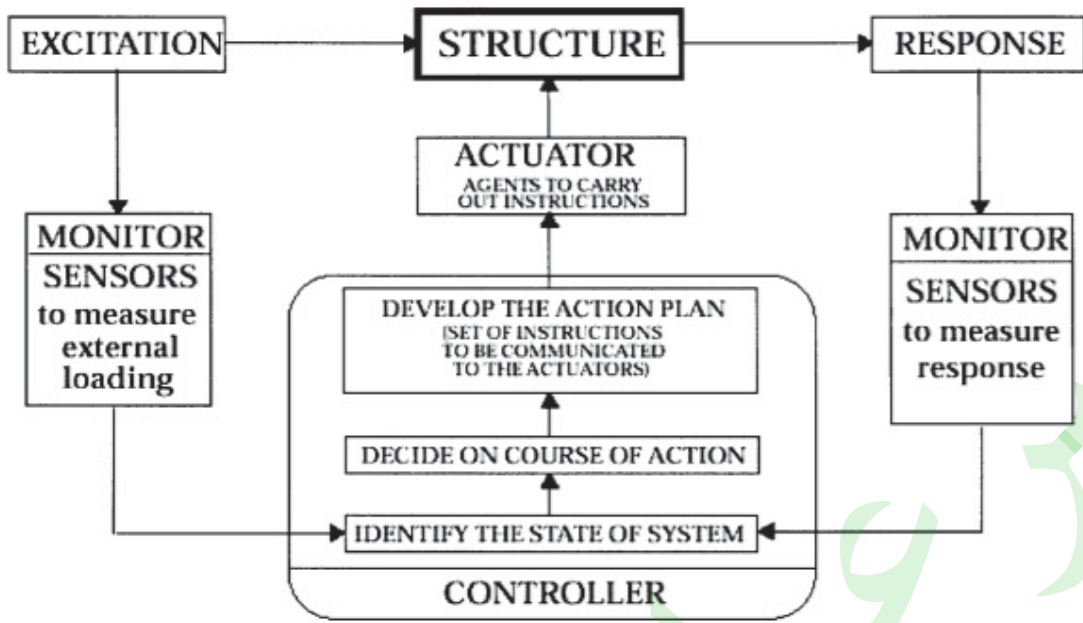 EXCITATION
STRUCTURE
RESPONSE
ACTUATOR
AGENTS TO CARRY
OUT INSTRUCTIONS
MONITOR
SENSORS
to measure
external
loading
MONITOR
SENSORS
to measure
response
DEVELOP THE ACTION PLAN
(SET OF INSTRUCTIONS
TO BE COMMUNICATED
TO THE ACTUATORS)
DECIDE ON COURSE OF ACTION
IDENTIFY THE STATE OF SYSTEM
CONTROLLER